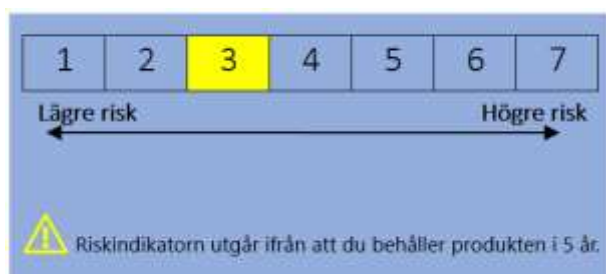 1 2 3 4 5 6 7
Lägre risk Högre risk
Riskindikatorn utgår ifrån att du behåller produkten i 5 år.